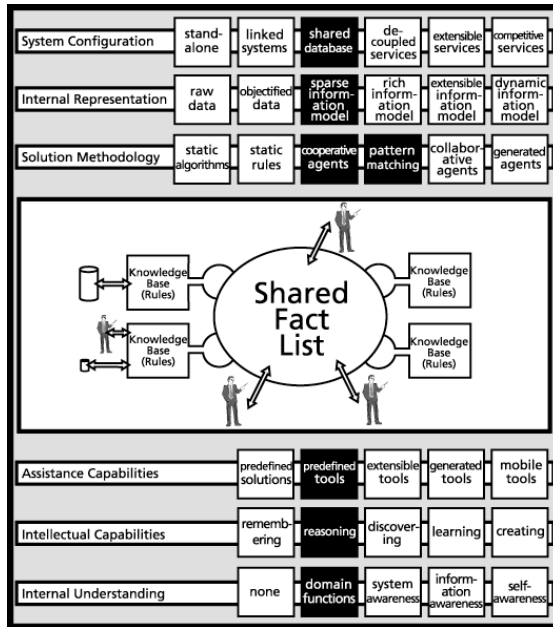 System Configuration
stand-
alone
linked
systems
shared
database
de-
coupled
services
extensible
services
competitive
services
Internal Representation
raw
data
objectified
data
sparse
inform-
ation
model
rich
inform-
ation
model
extensible
inform-
ation
model
dynamic
inform-
ation
model
Solution Methodology
static
algorithms
static
rules
cooperative
agents
pattern
matching
collabor-
ative
agents
generated
agents
Knowledge
Base
(Rules)
Knowledge
Base
(Rules)
Shared
Fact
List
Knowledge
Base
(Rules)
Knowledge
Base
(Rules)
Assistance Capabilities
predefined
solutions
predefined
tools
extensible
tools
generated
tools
mobile
tools
Intellectual Capabilities
rememb-
ering
reasoning
discover-
ing
learning
creating
Internal Understanding
none
domain
functions
system
awareness
inform-
ation
awareness
self-
awareness